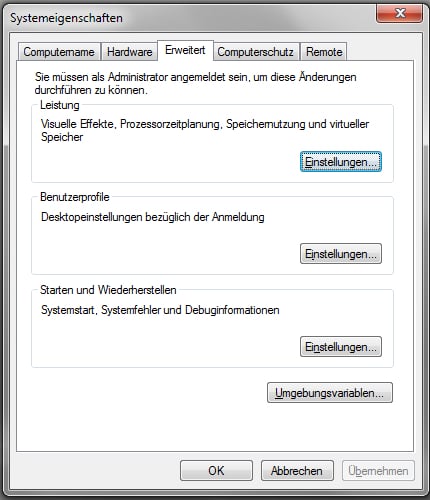 Systemeigenschaften
Computername Hardware Erweitert Computerschutz Remote
Sie müssen als Administrator angemeldet sein, um diese Änderungen
durchführen zu können.
Leistung
Visuelle Effekte, Prozessorzeitplanung, Speichernutzung und virtueller
Speicher
Einstellungen...
Benutzerprofile
Desktopeinstellungen bezüglich der Anmeldung
Einstellungen...
Starten und Wiederherstellen
Systemstart, Systemfehler und Debuginformationen
Einstellungen...
Umgebungsvariablen...
OK Abbrechen Übernehmen